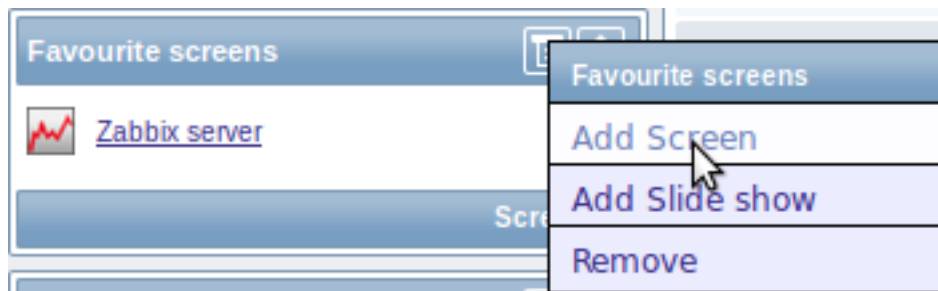 Favourite screens
Zabbix server
Favourite screens
Add Screen
Add Slide show
Remove